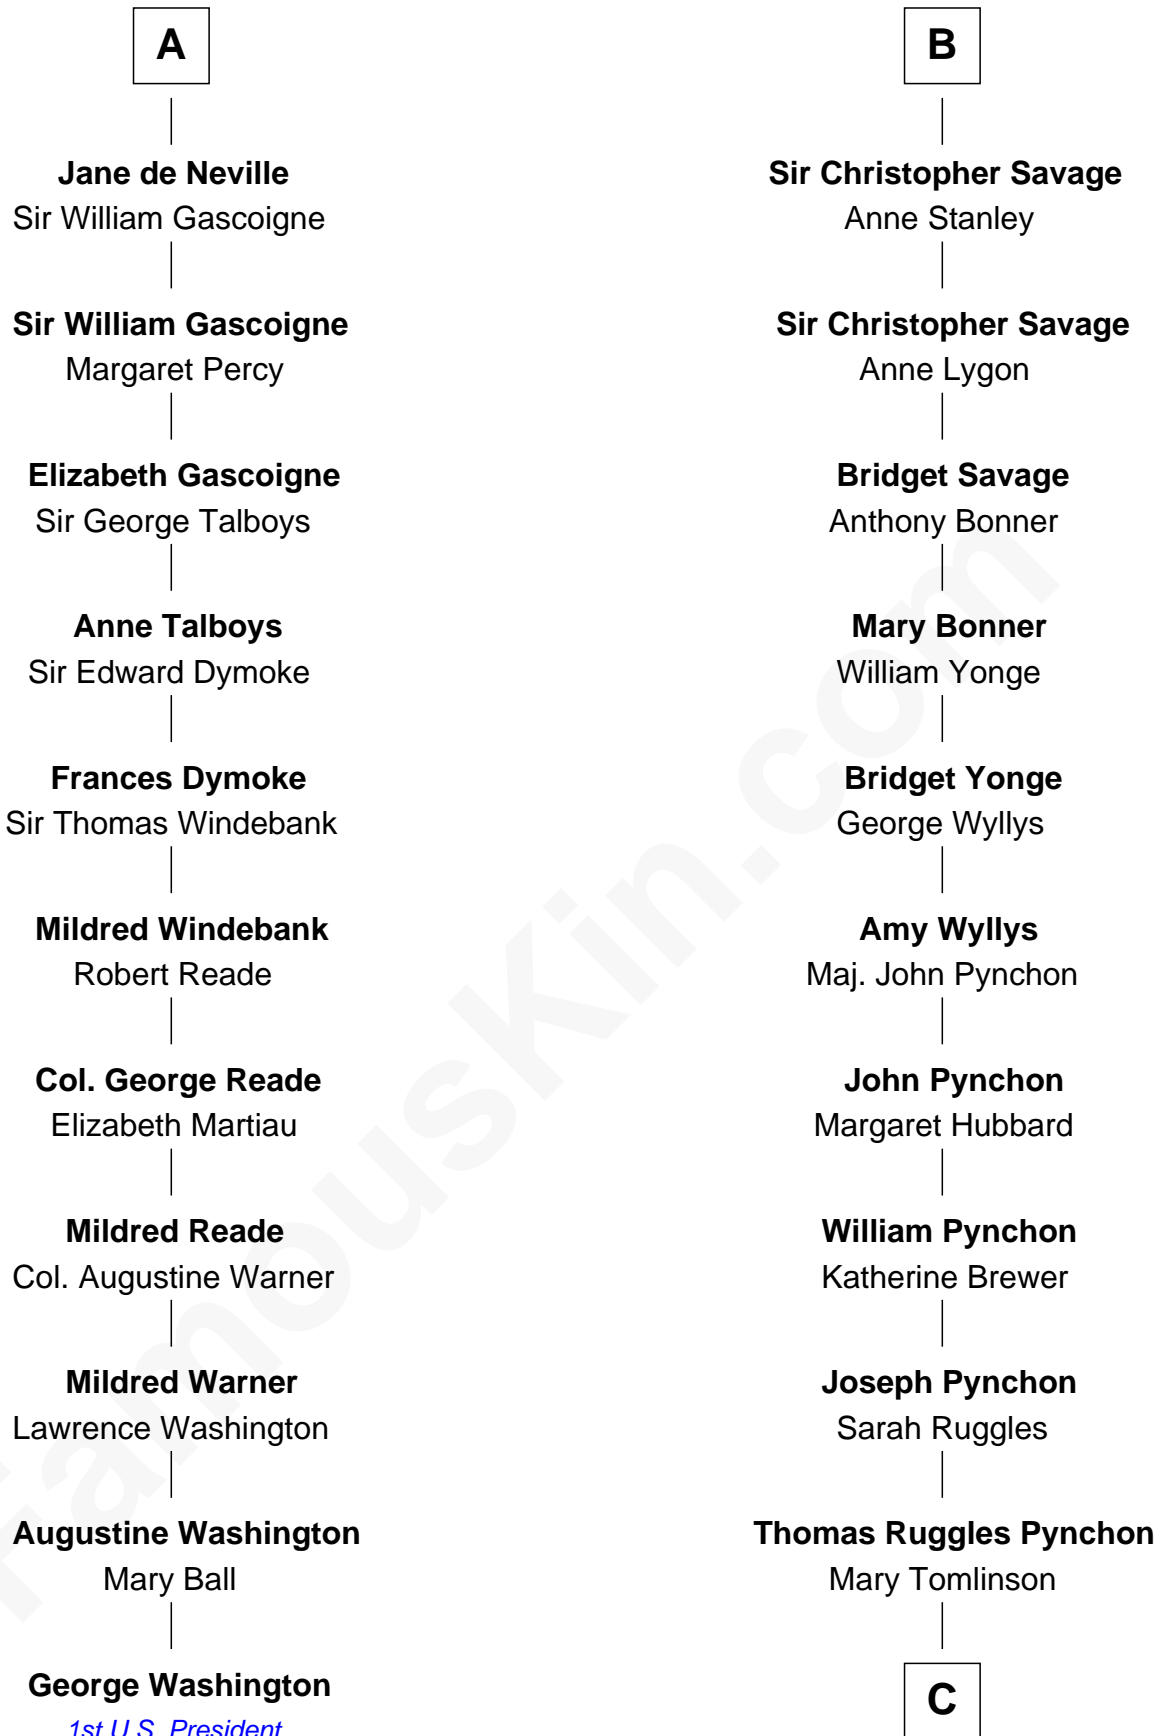 A
Jane de Neville
Sir William Gascoigne
Sir William Gascoigne
Margaret Percy
Elizabeth Gascoigne
Sir George Talboys
Anne Talboys
Sir Edward Dymoke
Frances Dymoke
Sir Thomas Windebank
Mildred Windebank
Robert Reade
Col. George Reade
Elizabeth Martiau
Mildred Reade
Col. Augustine Warner
Mildred Warner
Lawrence Washington
Augustine Washington
Mary Ball
George Washington
1st U.S. President
B
Sir Christopher Savage
Anne Stanley
Sir Christopher Savage
Anne Lygon
Bridget Savage
Anthony Bonner
Mary Bonner
William Yonge
Bridget Yonge
George Wyllys
Amy Wyllys
Maj. John Pynchon
John Pynchon
Margaret Hubbard
William Pynchon
Katherine Brewer
Joseph Pynchon
Sarah Ruggles
Thomas Ruggles Pynchon
Mary Tomlinson
C
FamousKin.com